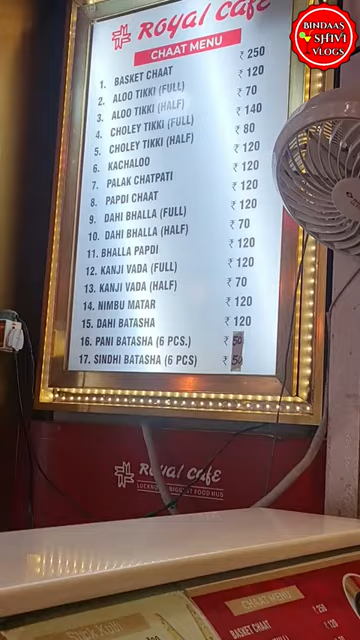 BINDAAS
SHIVI
VLOGS
ROYAL CAFE
CHAAT MENU
1. BASKET CHAAT ₹ 250
2. ALOO TIKKI (FULL) ₹ 120
3. ALOO TIKKI (HALF) ₹ 70
4. CHOLEY TIKKI (FULL) ₹ 140
5. CHOLEY TIKKI (HALF) ₹ 80
6. KACHALOO ₹ 120
7. PALAK CHATPATI ₹ 120
8. PAPDI CHAAT ₹ 120
9. DAHI BHALLA (FULL) ₹ 120
10. DAHI BHALLA (HALF) ₹ 70
11. BHALLA PAPDI ₹ 120
12. KANJI VADA (FULL) ₹ 120
13. KANJI VADA (HALF) ₹ 70
14. NIMBU MATAR ₹ 120
15. DAHI BATASHA ₹ 120
16. PANI BATASHA (6 PCS.) ₹ 50
17. SINDHI BATASHA (6 PCS) ₹ 50
ROYAL CAFE
BIGGEST FOOD HUB
CHAAT MENU
BASKET CHAAT ₹ 250